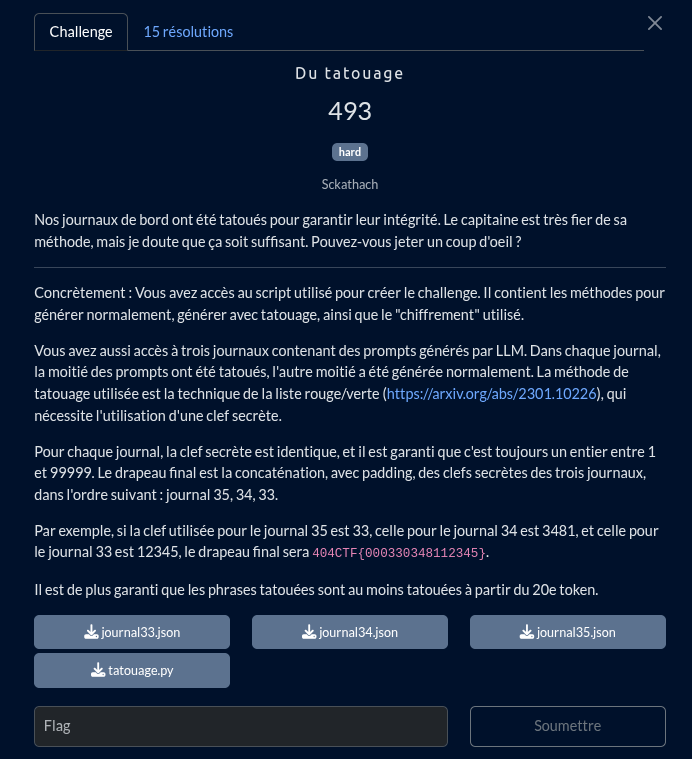 Challenge
15 résolutions
Du tatouage
493
hard
Sckathach
Nos journaux de bord ont été tatoués pour garantir leur intégrité. Le capitaine est très fier de sa
méthode, mais je doute que ça soit suffisant. Pouvez-vous jeter un coup d'oeil ?
Concrètement : Vous avez accès au script utilisé pour créer le challenge. Il contient les méthodes pour
générer normalement, générer avec tatouage, ainsi que le "chiffrement" utilisé.
Vous avez aussi accès à trois journaux contenant des prompts générés par LLM. Dans chaque journal,
la moitié des prompts ont été tatoués, l'autre moitié a été générée normalement. La méthode de
tatouage utilisée est la technique de la liste rouge/verte (https://arxiv.org/abs/2301.10226), qui
nécessite l'utilisation d'une clef secrète.
Pour chaque journal, la clef secrète est identique, et il est garanti que c'est toujours un entier entre 1
et 99999. Le drapeau final est la concaténation, avec padding, des clefs secrètes des trois journaux,
dans l'ordre suivant : journal 35, 34, 33.
Par exemple, si la clef utilisée pour le journal 35 est 33, celle pour le journal 34 est 3481, et celle pour
le journal 33 est 12345, le drapeau final sera 404CTF{000330348112345}.
Il est de plus garanti que les phrases tatouées sont au moins tatouées à partir du 20e token.
journal33.json
journal34.json
journal35.json
tatouage.py
Flag
Soumettre